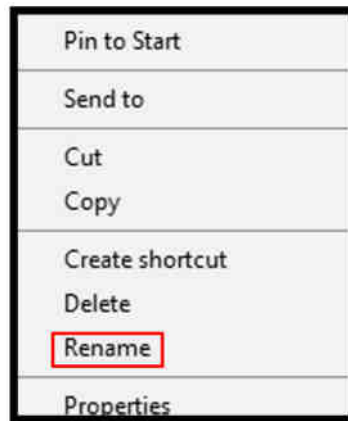 Pin to Start
Send to
Cut
Copy
Create shortcut
Delete
Rename
Properties